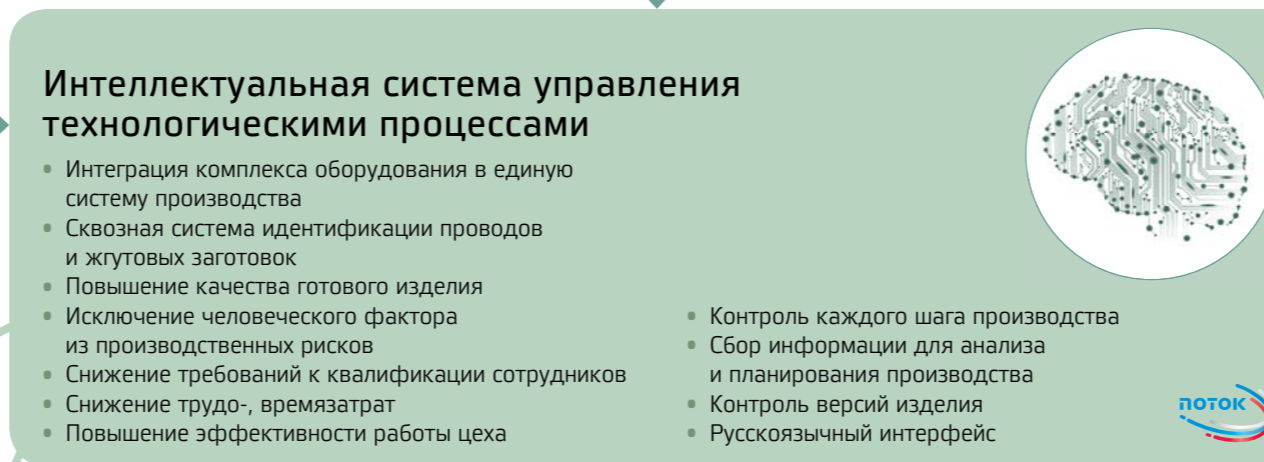 Интеллектуальная система управления
технологическими процессами
• Интеграция комплекса оборудования в единую
систему производства
• Сквозная система идентификации проводов
и жгутовых заготовок
• Повышение качества готового изделия
• Исключение человеческого фактора
из производственных рисков
• Снижение требований к квалификации сотрудников
• Снижение трудо-, времязатрат
• Повышение эффективности работы цеха
• Контроль каждого шага производства
• Сбор информации для анализа
и планирования производства
• Контроль версий изделия
• Русскоязычный интерфейс
ПОТОК